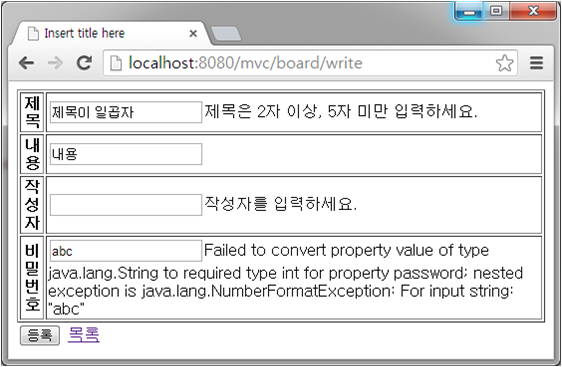 Insert title here
localhost:8080/mvc/board/write
제목 제목이 일곱자 제목은 2자 이상, 5자 미만 입력하세요.
내용 내용
작성자 작성자를 입력하세요.
비밀번호 abc Failed to convert property value of type
java.lang.String to required type int for property password; nested
exception is java.lang.NumberFormatException: For input string:
"abc"
등록 목록